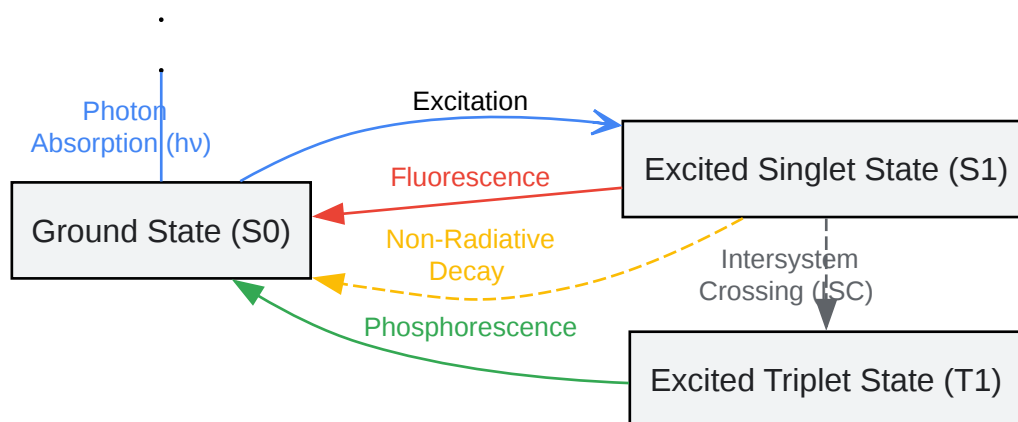 Photon
Absorption (hν)
Excitation
Excited Singlet State (S1)
Fluorescence
Ground State (S0)
Non-Radiative
Decay
Intersystem
Crossing (ISC)
Phosphorescence
Excited Triplet State (T1)